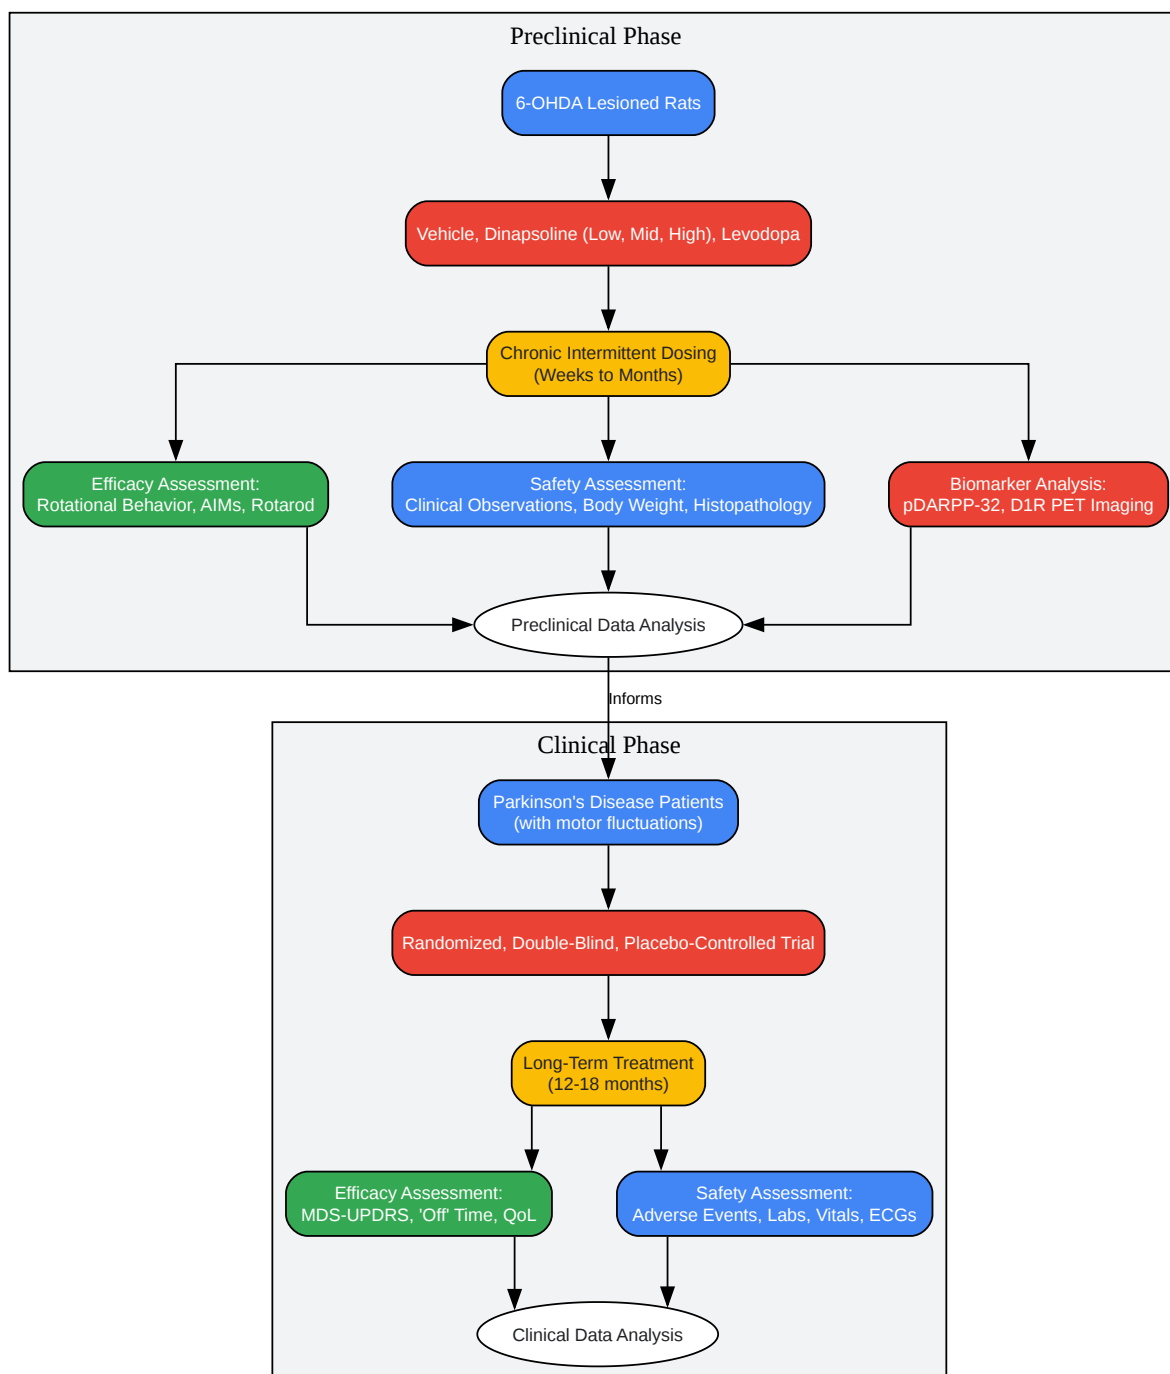 Preclinical Phase
6-OHDA Lesioned Rats
Vehicle, Dinapsoline (Low, Mid, High), Levodopa
Chronic Intermittent Dosing
(Weeks to Months)
Efficacy Assessment:
Rotational Behavior, AIMs, Rotarod
Safety Assessment:
Clinical Observations, Body Weight, Histopathology
Biomarker Analysis:
pDARPP-32, D1R PET Imaging
Preclinical Data Analysis
Informs
Clinical Phase
Parkinson's Disease Patients
(with motor fluctuations)
Randomized, Double-Blind, Placebo-Controlled Trial
Long-Term Treatment
(12-18 months)
Efficacy Assessment:
MDS-UPDRS, 'Off' Time, QoL
Safety Assessment:
Adverse Events, Labs, Vitals, ECGs
Clinical Data Analysis